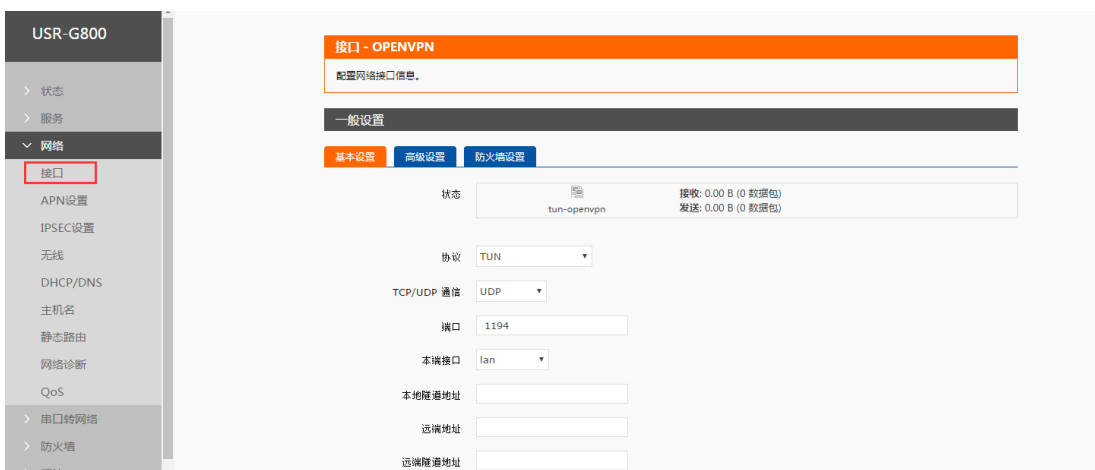 USR-G800
状态
服务
网络
接口
APN设置
IPSEC设置
无线
DHCP/DNS
主机名
静态路由
网络诊断
QoS
串口转网络
防火墙
接口 - OPENVPN
配置网络接口信息。
一般设置
基本设置 高级设置 防火墙设置
状态
tun-openvpn
接收: 0.00 B (0 数据包)
发送: 0.00 B (0 数据包)
协议 TUN
TCP/UDP 通信 UDP
端口 1194
本端接口 lan
本地隧道地址
远端地址
远端隧道地址